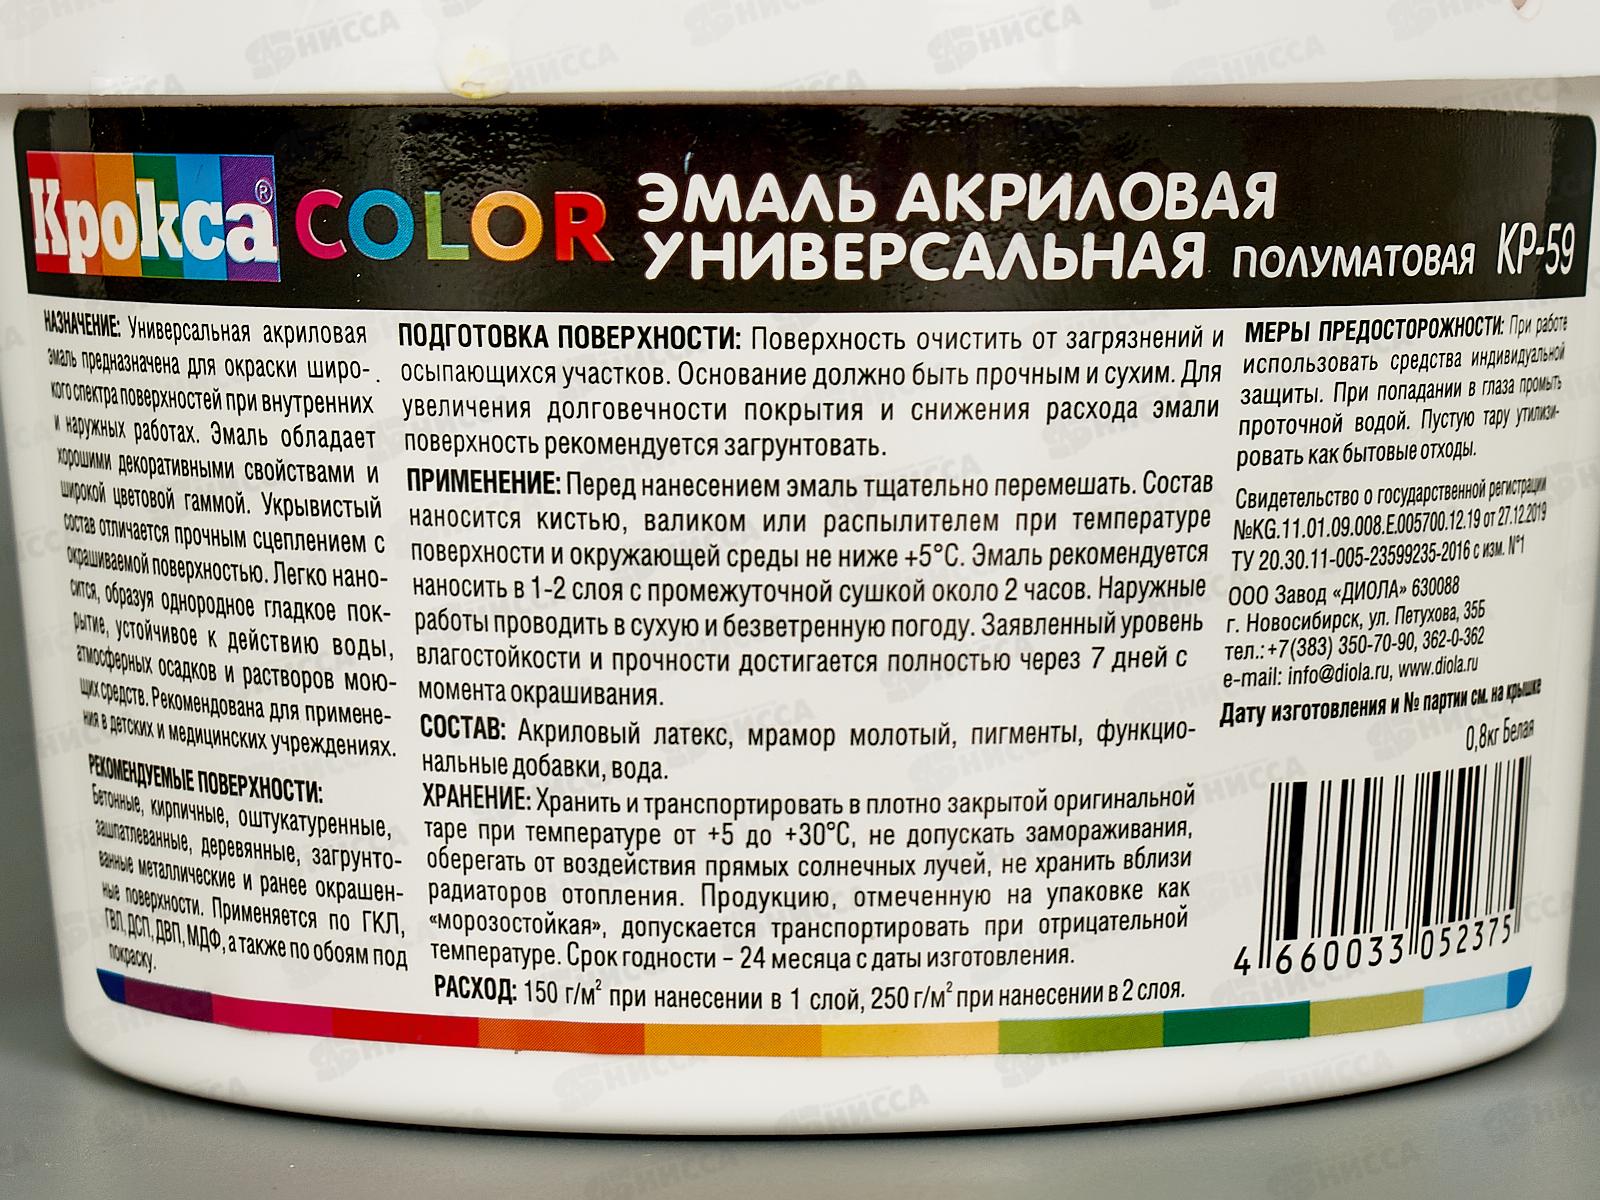 Крокса® COLOR
ЭМАЛЬ АКРИЛОВАЯ
УНИВЕРСАЛЬНАЯ ПОЛУМАТОВАЯ КР-59
НАЗНАЧЕНИЕ: Универсальная акриловая
эмаль предназначена для окраски широ-
кого спектра поверхностей при внутренних
и наружных работах. Эмаль обладает
хорошими декоративными свойствами и
широкой цветовой гаммой. Укрывистый
состав отличается прочным сцеплением с
окрашиваемой поверхностью. Легко нано-
сится, образуя однородное гладкое пок-
рытие, устойчивое к действию воды,
атмосферных осадков и растворов мою-
щих средств. Рекомендована для примене-
ния в детских и медицинских учреждениях.
РЕКОМЕНДУЕМЫЕ ПОВЕРХНОСТИ:
Бетонные, кирпичные, оштукатуренные,
зашпатлеванные, деревянные, загрунто-
ванные металлические и ранее окрашен-
ные поверхности. Применяется по ГКЛ,
ГВЛ, ДСП, ДВП, МДФ, а также по обоям под
покраску.
ПОДГОТОВКА ПОВЕРХНОСТИ: Поверхность очистить от загрязнений и
осыпающихся участков. Основание должно быть прочным и сухим. Для
увеличения долговечности покрытия и снижения расхода эмали
поверхность рекомендуется загрунтовать.
ПРИМЕНЕНИЕ: Перед нанесением эмаль тщательно перемешать. Состав
наносится кистью, валиком или распылителем при температуре
поверхности и окружающей среды не ниже +5°С. Эмаль рекомендуется
наносить в 1-2 слоя с промежуточной сушкой около 2 часов. Наружные
работы проводить в сухую и безветренную погоду. Заявленный уровень
влагостойкости и прочности достигается полностью через 7 дней с
момента окрашивания.
СОСТАВ: Акриловый латекс, мрамор молотый, пигменты, функцио-
нальные добавки, вода.
ХРАНЕНИЕ: Хранить и транспортировать в плотно закрытой оригинальной
таре при температуре от +5 до +30°С, не допускать замораживания,
оберегать от воздействия прямых солнечных лучей, не хранить вблизи
радиаторов отопления. Продукцию, отмеченную на упаковке как
«морозостойкая», допускается транспортировать при отрицательной
температуре. Срок годности – 24 месяца с даты изготовления.
РАСХОД: 150 г/м² при нанесении в 1 слой, 250 г/м² при нанесении в 2 слоя.
МЕРЫ ПРЕДОСТОРОЖНОСТИ: При работе
использовать средства индивидуальной
защиты. При попадании в глаза промыть
проточной водой. Пустую тару утилизи-
ровать как бытовые отходы.
Свидетельство о государственной регистрации
№KG.11.01.09.008.E.005700.12.19 от 27.12.2019
ТУ 20.30.11-005-23599235-2016 с изм. №1
ООО Завод «ДИОЛА» 630088
г. Новосибирск, ул. Петухова, 35Б
тел.: +7(383) 350-70-90, 362-0-362
e-mail: info@diola.ru, www.diola.ru
Дату изготовления и № партии см. на крышке
0,8кг Белая
4 660033 052375
НИССА